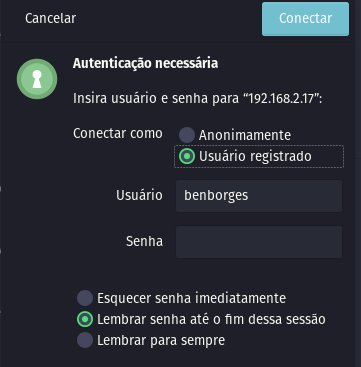 Cancelar
Conectar
Autenticação necessária
Insira usuário e senha para “192.168.2.17”:
Conectar como
Anonimamente
Usuário registrado
Usuário
benborges
Senha
Esquecer senha imediatamente
Lembrar senha até o fim dessa sessão
Lembrar para sempre